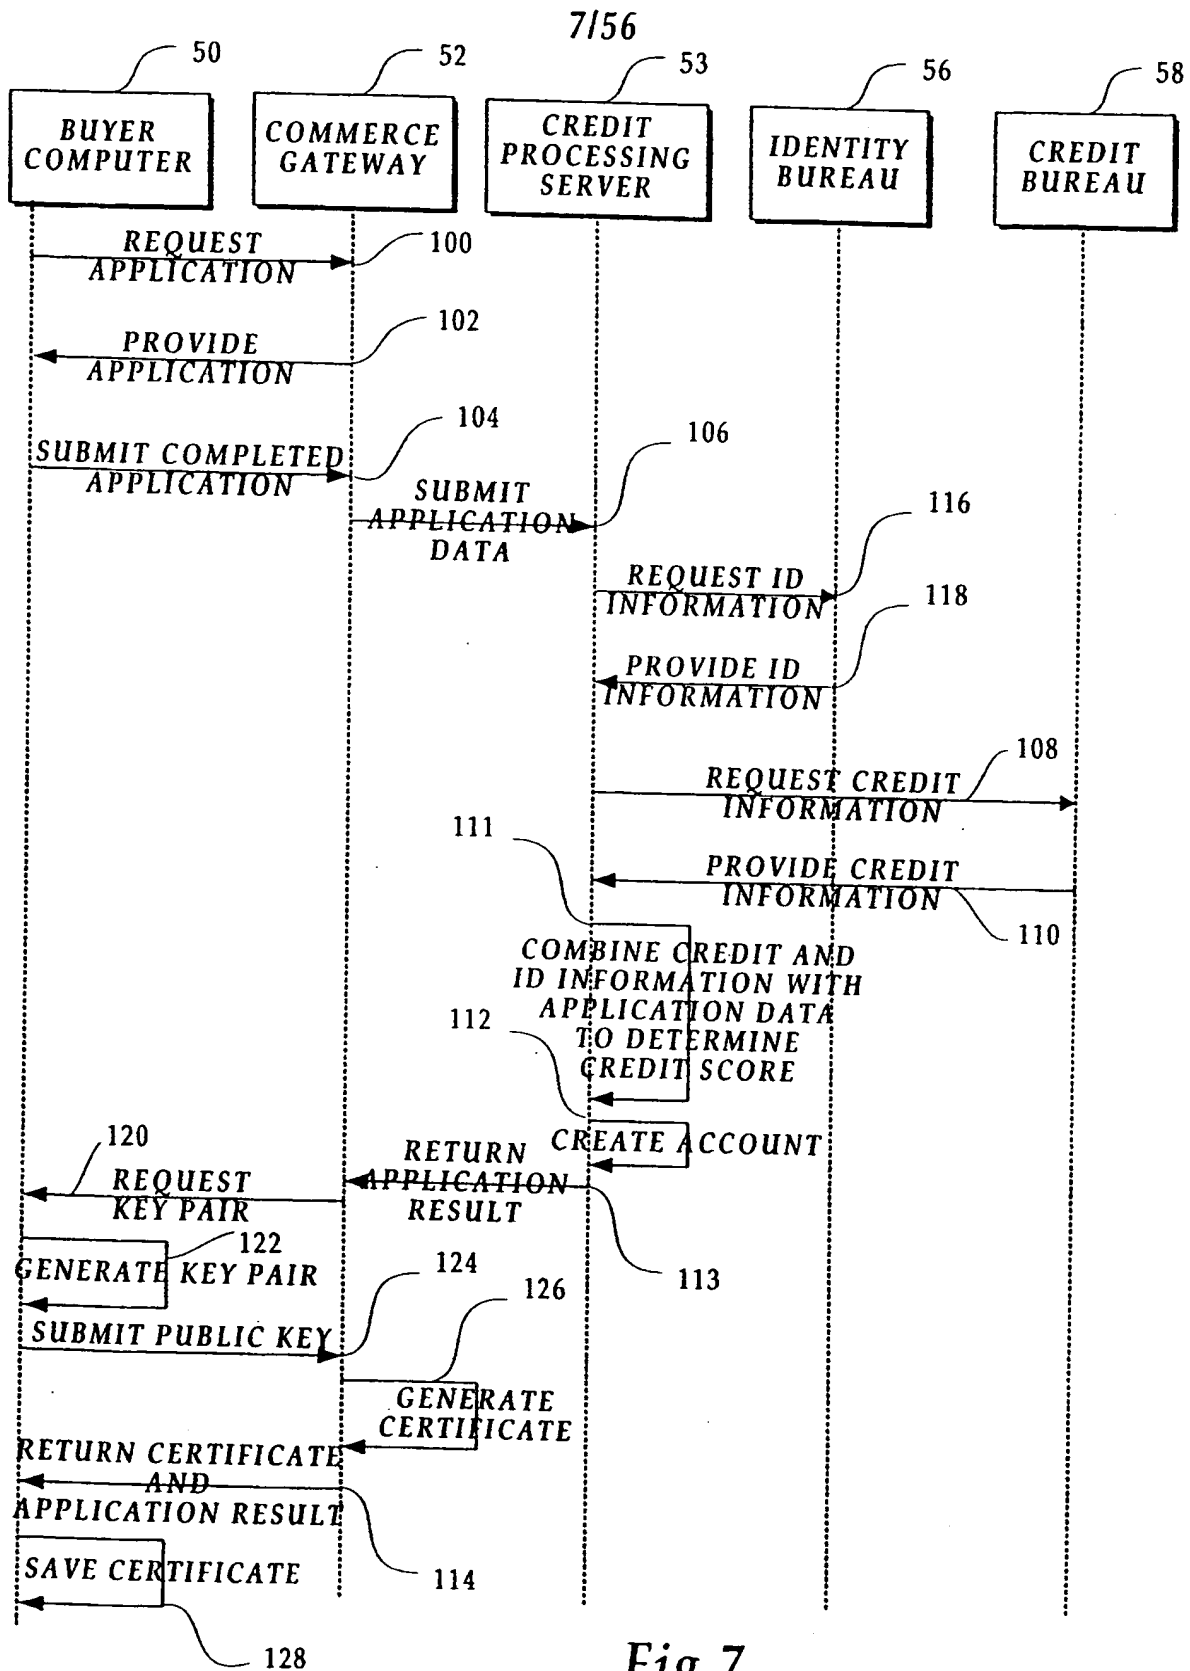 7/56
50
52
53
56
58
BUYER
COMPUTER
COMMERCE
GATEWAY
CREDIT
PROCESSING
SERVER
IDENTITY
BUREAU
CREDIT
BUREAU
REQUEST
APPLICATION
100
PROVIDE
APPLICATION
102
SUBMIT COMPLETED
APPLICATION
104
SUBMIT
APPLICATION
DATA
106
REQUEST ID
INFORMATION
116
PROVIDE ID
INFORMATION
118
REQUEST CREDIT
INFORMATION
108
PROVIDE CREDIT
INFORMATION
110
111
COMBINE CREDIT AND
ID INFORMATION WITH
APPLICATION DATA
TO DETERMINE
CREDIT SCORE
112
CREATE ACCOUNT
RETURN
APPLICATION
RESULT
113
120
REQUEST
KEY PAIR
122
GENERATE KEY PAIR
124
SUBMIT PUBLIC KEY
126
GENERATE
CERTIFICATE
RETURN CERTIFICATE
AND
APPLICATION RESULT
114
SAVE CERTIFICATE
128
Fig. 7